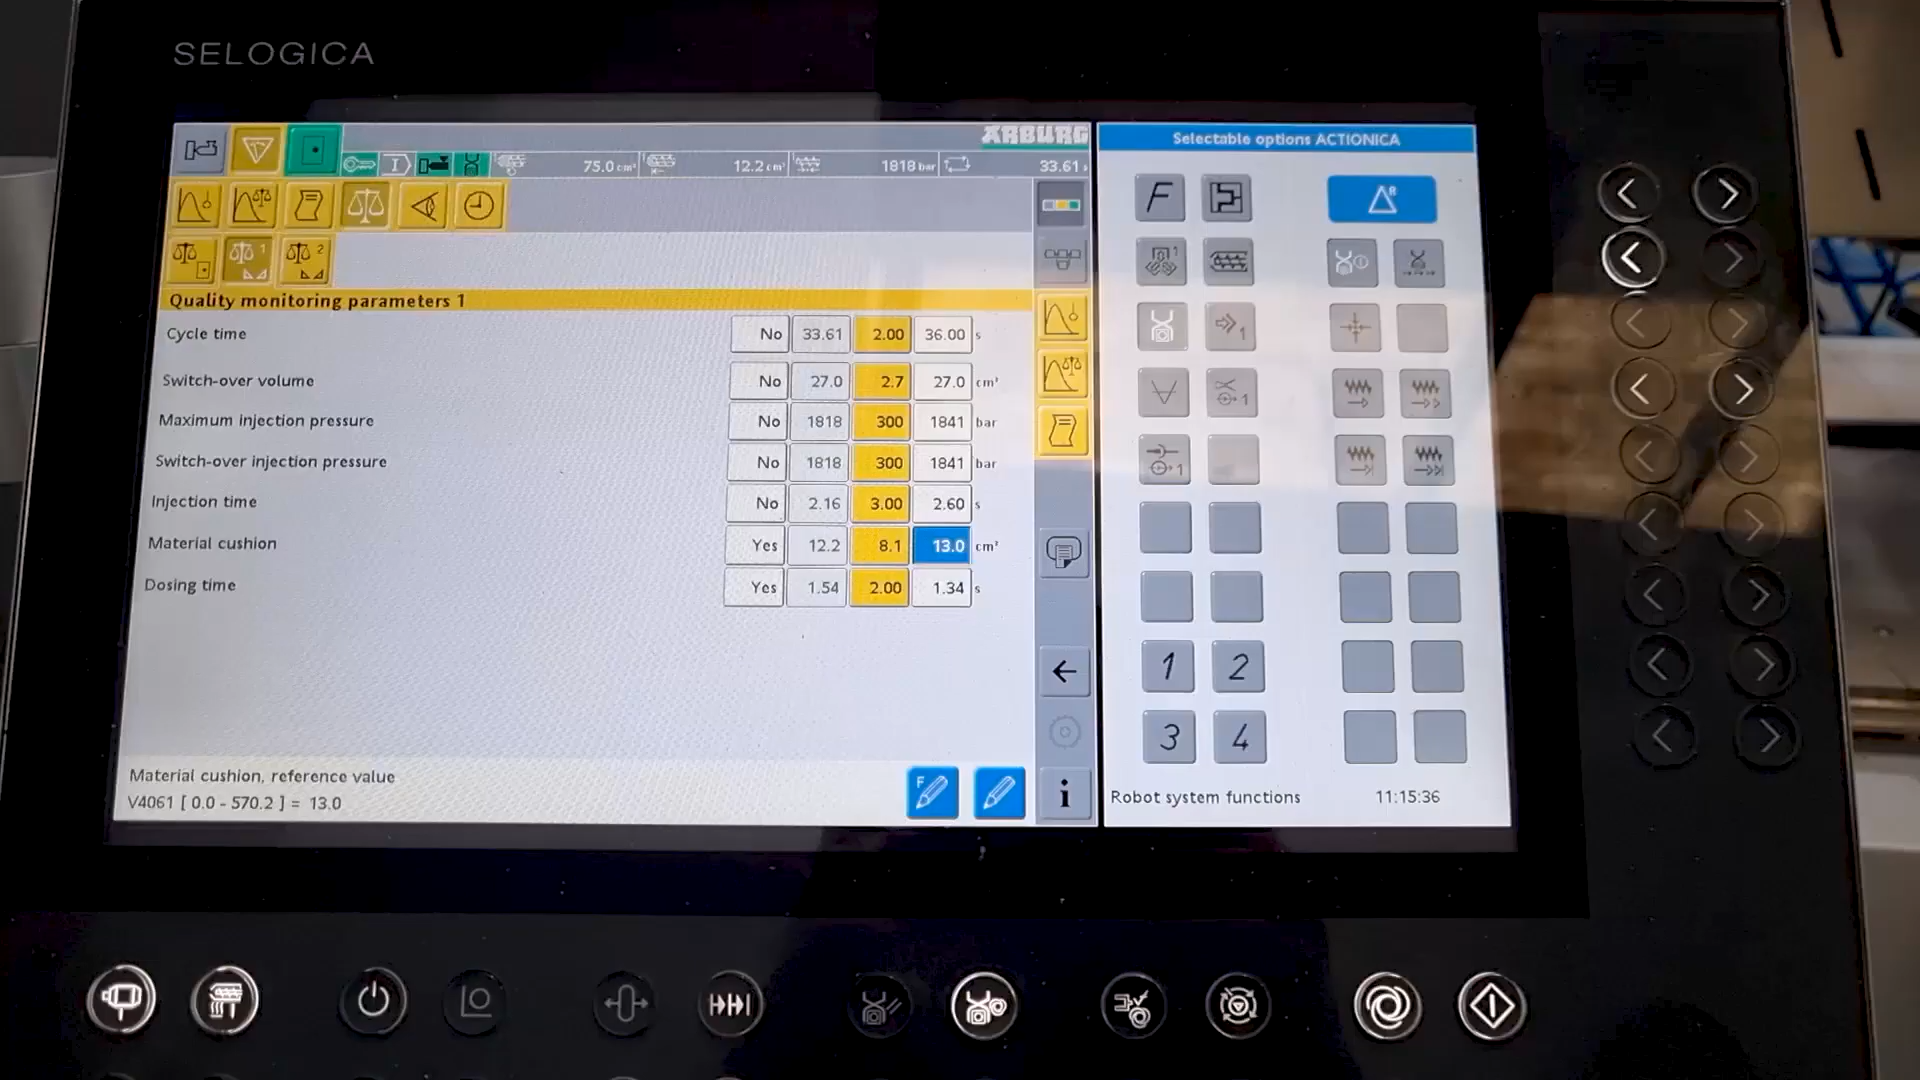 SELOGICA
ARBURG
75.0 cm³ 12.2 cm³ 1818 bar 33.61 s
Quality monitoring parameters 1
Cycle time No 33.61 2.00 36.00 s
Switch-over volume No 27.0 2.7 27.0 cm³
Maximum injection pressure No 1818 300 1841 bar
Switch-over injection pressure No 1818 300 1841 bar
Injection time No 2.16 3.00 2.60 s
Material cushion Yes 12.2 8.1 13.0 cm³
Dosing time Yes 1.54 2.00 1.34 s
Material cushion, reference value
V4061 [ 0.0 - 570.2 ] = 13.0
F
i
Selectable options ACTIONICA
F
R
1
1
1
1
1 2
3 4
Robot system functions 11:15:36